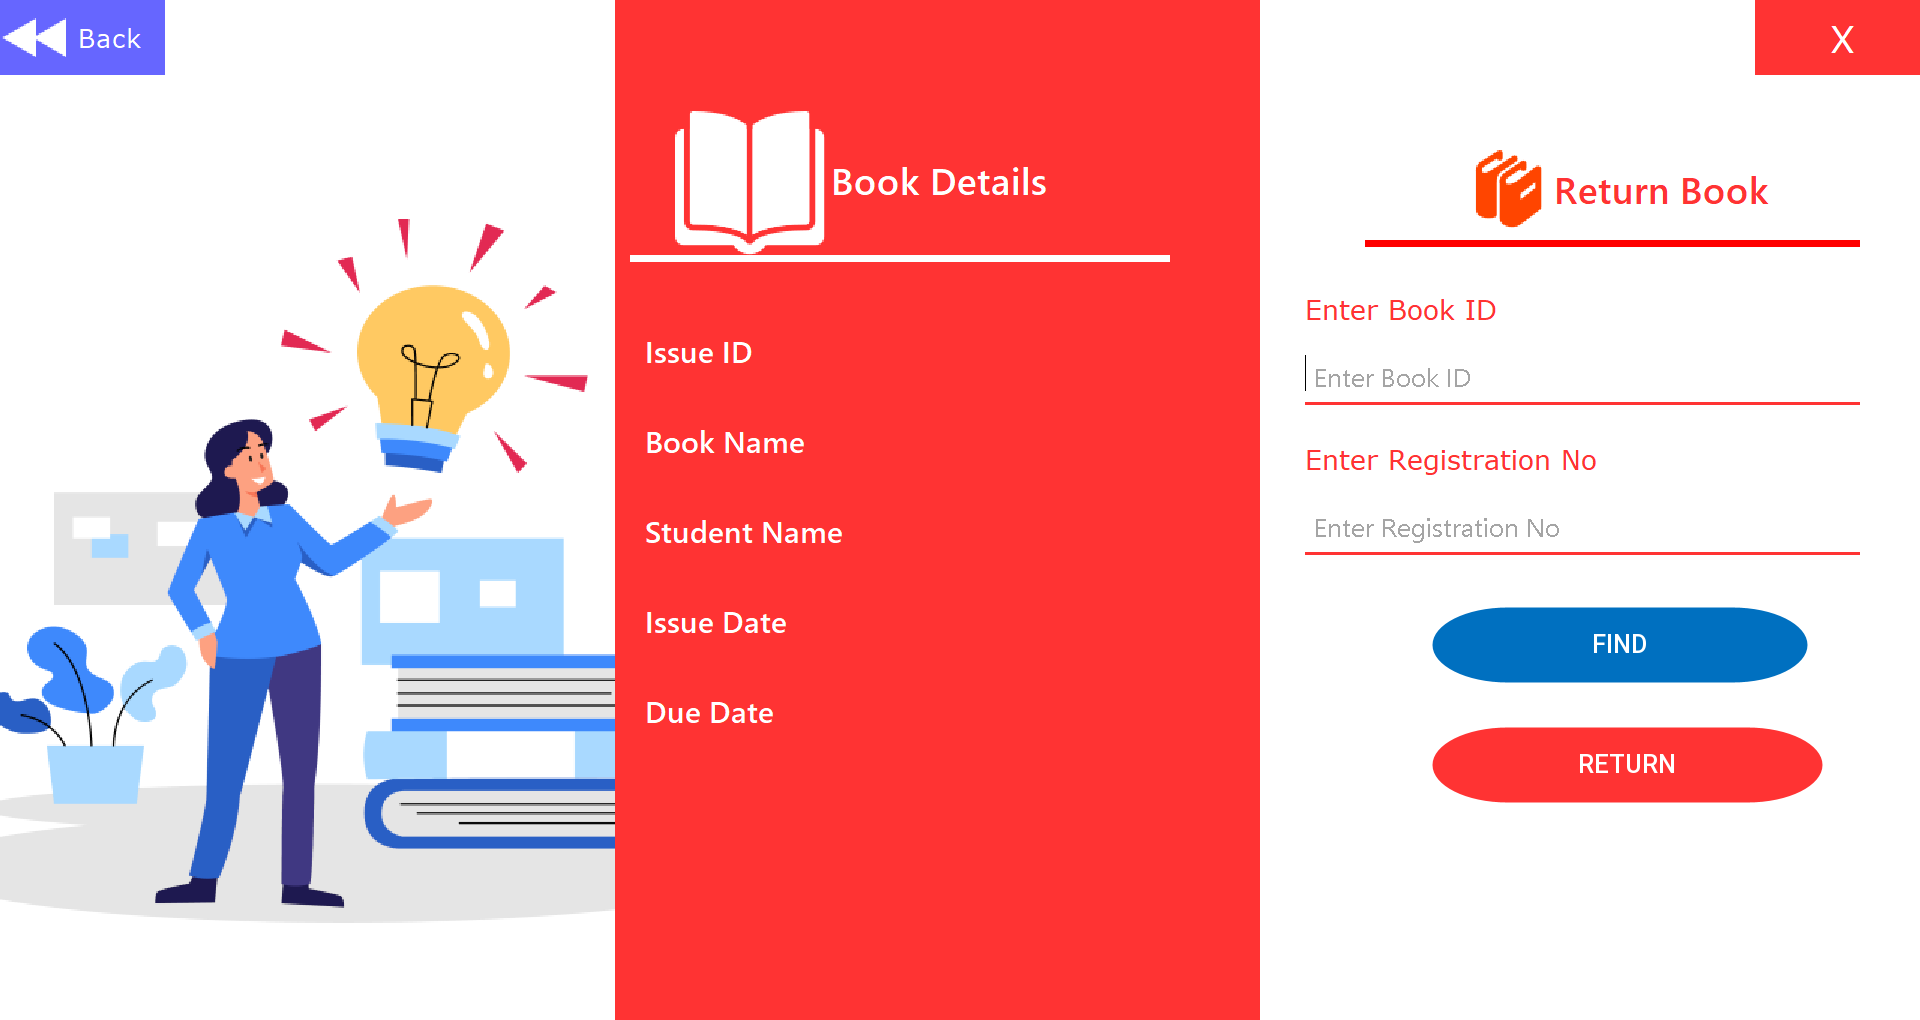 Back
X
Book Details
Issue ID
Book Name
Student Name
Issue Date
Due Date
Return Book
Enter Book ID
Enter Book ID
Enter Registration No
Enter Registration No
FIND
RETURN